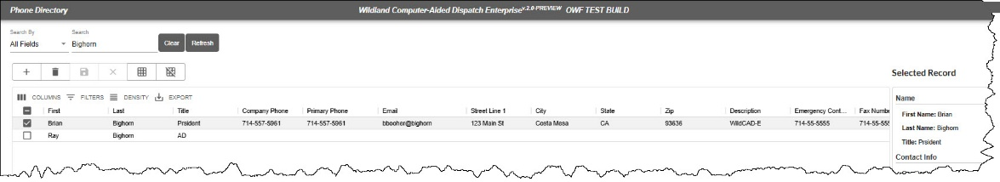 Phone Directory
Wildland Computer-Aided Dispatch Enterprise v.2.0-PREVIEW OWF TEST BUILD
Search By
Search
All Fields
Bighorn
Clear
Refresh
Selected Record
COLUMNS FILTERS DENSITY EXPORT
First Last Title Company Phone Primary Phone Email Street Line 1 City State Zip Description Emergency Cont... Fax Numbe
Brian Bighorn Prsident 714-557-5961 714-557-5961 bbocher@bighorn 123 Main St Costa Mesa CA 93636 WildCAD-E 714-55-5555 714-55-555
Ray Bighorn AD
Name
First Name: Brian
Last Name: Bighorn
Title: Prsident
Contact Info